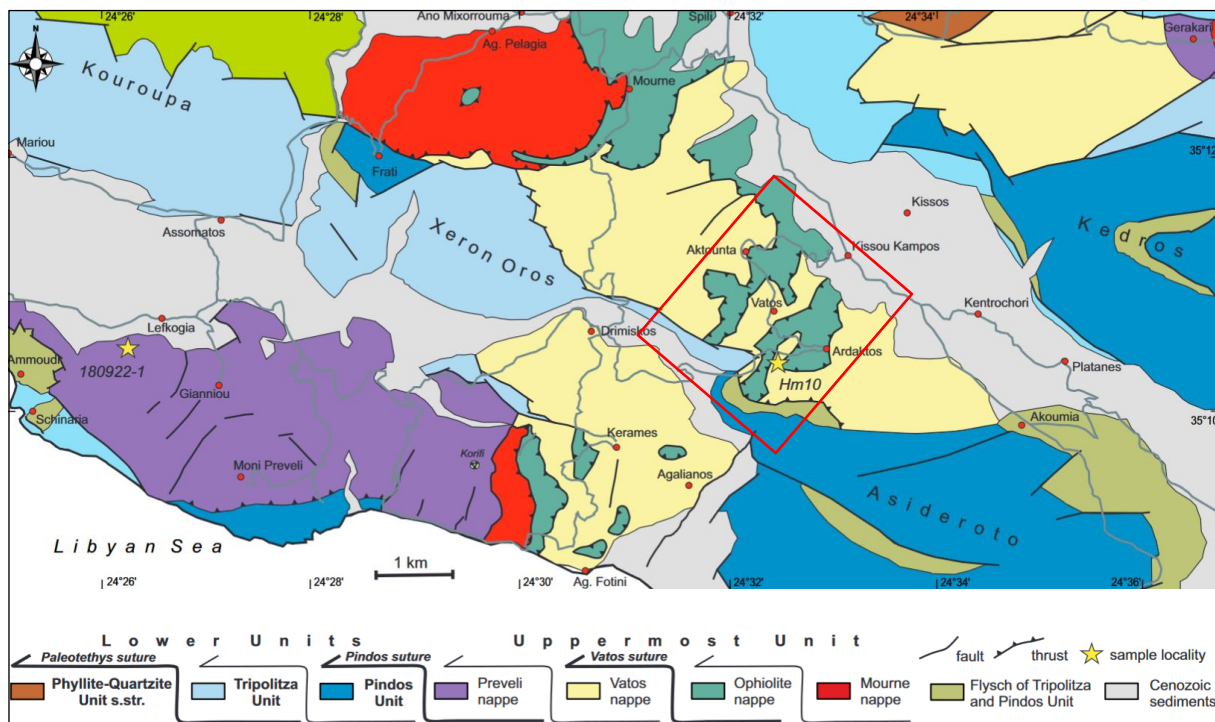 24°26'
24°28'
Ano Mixorrouma
Spili
24°32'
24°34'
Gerakari
N
Ag. Pelagia
Kouroupa
Mourne
Mariou
Frati
35°12'
Assomatos
Xeron Oros
Kissos
Kedros
Aktounta
Kissou Kampos
Lefkogia
Vatos
Kentrochori
Drimiskos
Ammoudi
180922-1
Ardaktos
Platanes
Gianniou
Hm10
Schinaria
35°10'
Akoumia
Kerames
Korifi
Moni Preveli
Agalianos
Asideroto
Libyan Sea
1 km
24°26'
24°28'
24°30'
Ag. Fotini
24°32'
24°34'
24°36'
Lower Units
Uppermost Unit
Paleotethys suture
Pindos suture
Vatos suture
fault
thrust
sample locality
Phyllite-Quartzite Unit s.str.
Tripolitza Unit
Pindos Unit
Preveli nappe
Vatos nappe
Ophiolite nappe
Mourne nappe
Flysch of Tripolitza and Pindos Unit
Cenozoic sediments